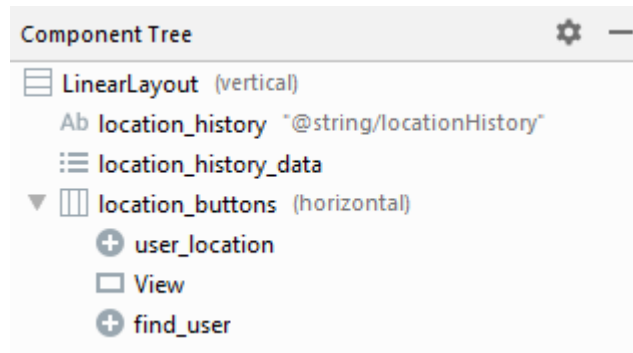 Component Tree
LinearLayout (vertical)
Ab location_history "@string/locationHistory"
location_history_data
location_buttons (horizontal)
user_location
View
find_user